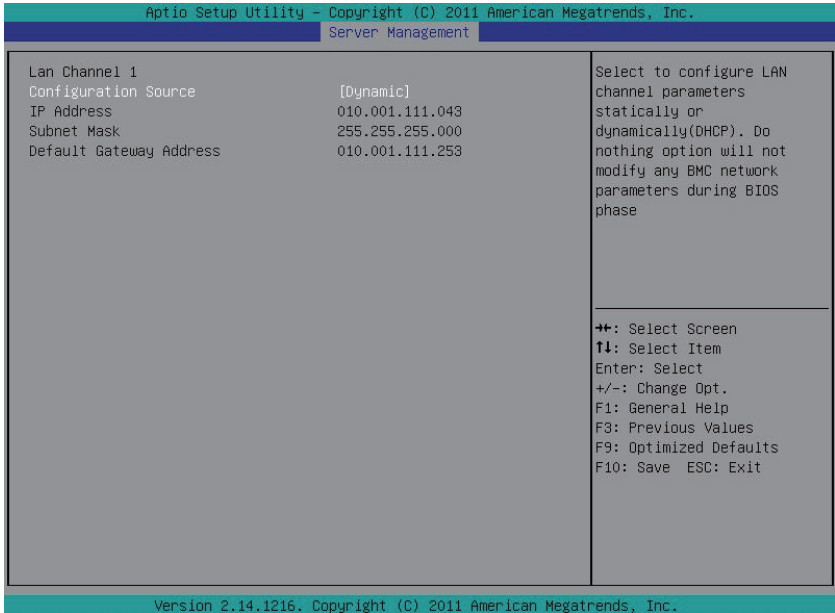 Aptio Setup Utility – Copyright (C) 2011 American Megatrends, Inc.
Server Management
Lan Channel 1
Configuration Source [Dynamic]
IP Address 010.001.111.043
Subnet Mask 255.255.255.000
Default Gateway Address 010.001.111.253
Select to configure LAN
channel parameters
statically or
dynamically(DHCP). Do
nothing option will not
modify any BMC network
parameters during BIOS
phase
→←: Select Screen
↑↓: Select Item
Enter: Select
+/-: Change Opt.
F1: General Help
F3: Previous Values
F9: Optimized Defaults
F10: Save ESC: Exit
Version 2.14.1216. Copyright (C) 2011 American Megatrends, Inc.